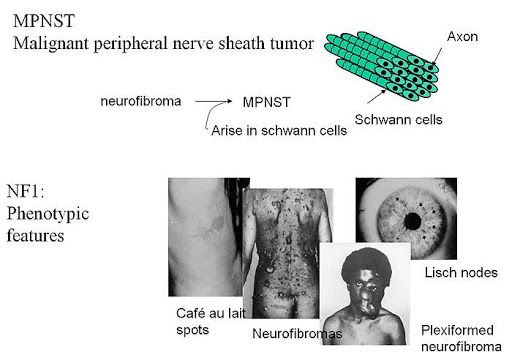 MPNST
Malignant peripheral nerve sheath tumor
Axon
neurofibroma
MPNST
Arise in schwann cells
Schwann cells
NF1:
Phenotypic
features
Café au lait
spots
Neurofibromas
Lisch nodes
Plexiformed
neurofibroma